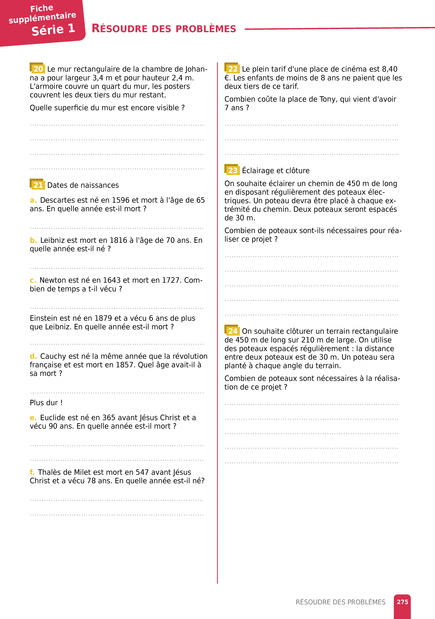 Fiche
supplémentaire
Série 1
RÉSOUDRE DES PROBLÈMES
20 Le mur rectangulaire de la chambre de Johan-
na a pour largeur 3,4 m et pour hauteur 2,4 m.
L'armoire couvre un quart du mur, les posters
couvrent les deux tiers du mur restant.
Quelle superficie du mur est encore visible ?
21 Dates de naissances
a. Descartes est né en 1596 et mort à l'âge de 65
ans. En quelle année est-il mort ?
b. Leibniz est mort en 1816 à l'âge de 70 ans. En
quelle année est-il né ?
c. Newton est né en 1643 et mort en 1727. Com-
bien de temps a t-il vécu ?
Einstein est né en 1879 et a vécu 6 ans de plus
que Leibniz. En quelle année est-il mort ?
d. Cauchy est né la même année que la révolution
française et est mort en 1857. Quel âge avait-il à
sa mort ?
Plus dur !
e. Euclide est né en 365 avant Jésus Christ et a
vécu 90 ans. En quelle année est-il mort ?
f. Thalès de Milet est mort en 547 avant Jésus
Christ et a vécu 78 ans. En quelle année est-il né?
22 Le plein tarif d'une place de cinéma est 8,40
€. Les enfants de moins de 8 ans ne paient que les
deux tiers de ce tarif.
Combien coûte la place de Tony, qui vient d'avoir
7 ans ?
23 Éclairage et clôture
On souhaite éclairer un chemin de 450 m de long
en disposant régulièrement des poteaux élec-
triques. Un poteau devra être placé à chaque ex-
trémité du chemin. Deux poteaux seront espacés
de 30 m.
Combien de poteaux sont-ils nécessaires pour réa-
liser ce projet ?
24 On souhaite clôturer un terrain rectangulaire
de 450 m de long sur 210 m de large. On utilise
des poteaux espacés régulièrement : la distance
entre deux poteaux est de 30 m. Un poteau sera
planté à chaque angle du terrain.
Combien de poteaux sont nécessaires à la réalisa-
tion de ce projet ?
RÉSOUDRE DES PROBLÈMES 275